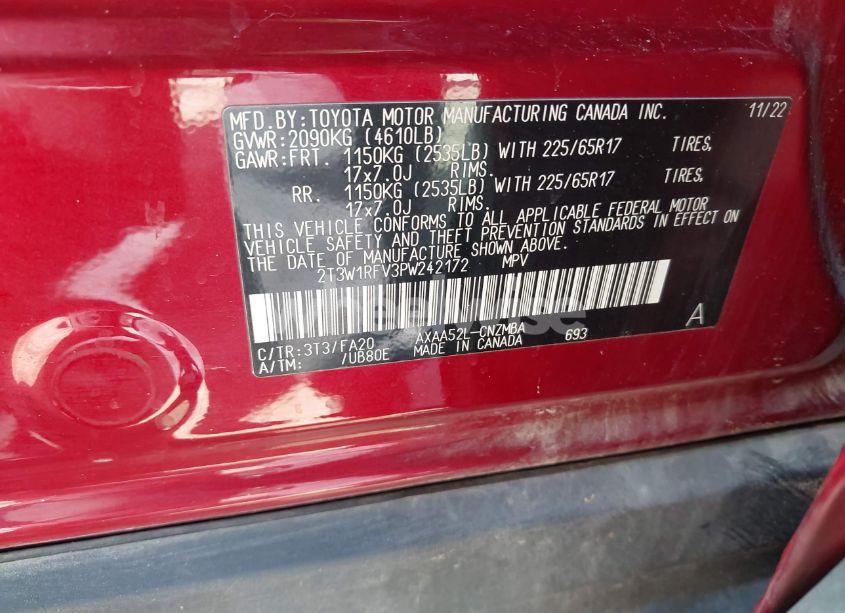 MFD. BY: TOYOTA MOTOR MANUFACTURING CANADA INC. 11/22
GVWR: 2090KG (4610LB)
GAWR: FRT. 1150KG (2535LB) WITH 225/65R17 TIRES,
17x7.0J RIMS.
RR. 1150KG (2535LB) WITH 225/65R17 TIRES,
17x7.0J RIMS.
THIS VEHICLE CONFORMS TO ALL APPLICABLE FEDERAL MOTOR
VEHICLE SAFETY AND THEFT PREVENTION STANDARDS IN EFFECT ON
THE DATE OF MANUFACTURE SHOWN ABOVE.
2T3W1RFV3PW242172 MPV
C/TR: 3T3/FA20 AXAA52L-CNZMBA 693 A
A/TM: /UB80E MADE IN CANADA